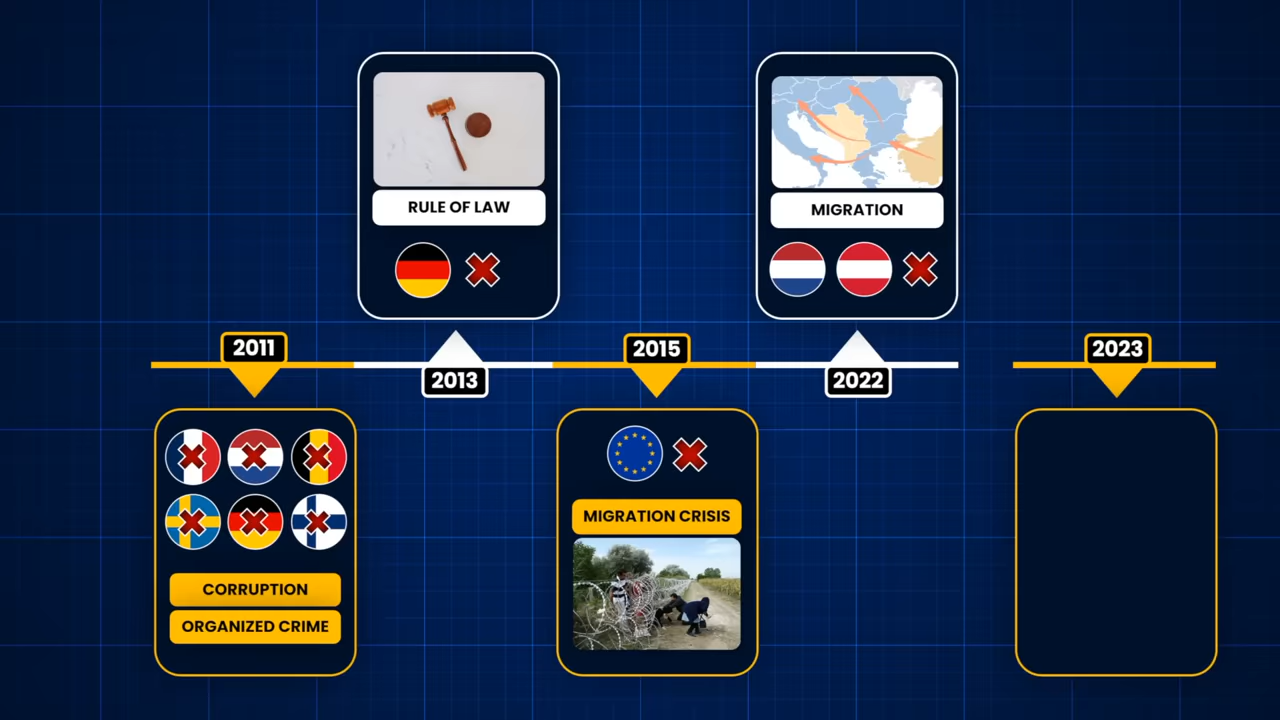 RULE OF LAW
MIGRATION
2011
2013
2015
2022
2023
CORRUPTION
ORGANIZED CRIME
MIGRATION CRISIS